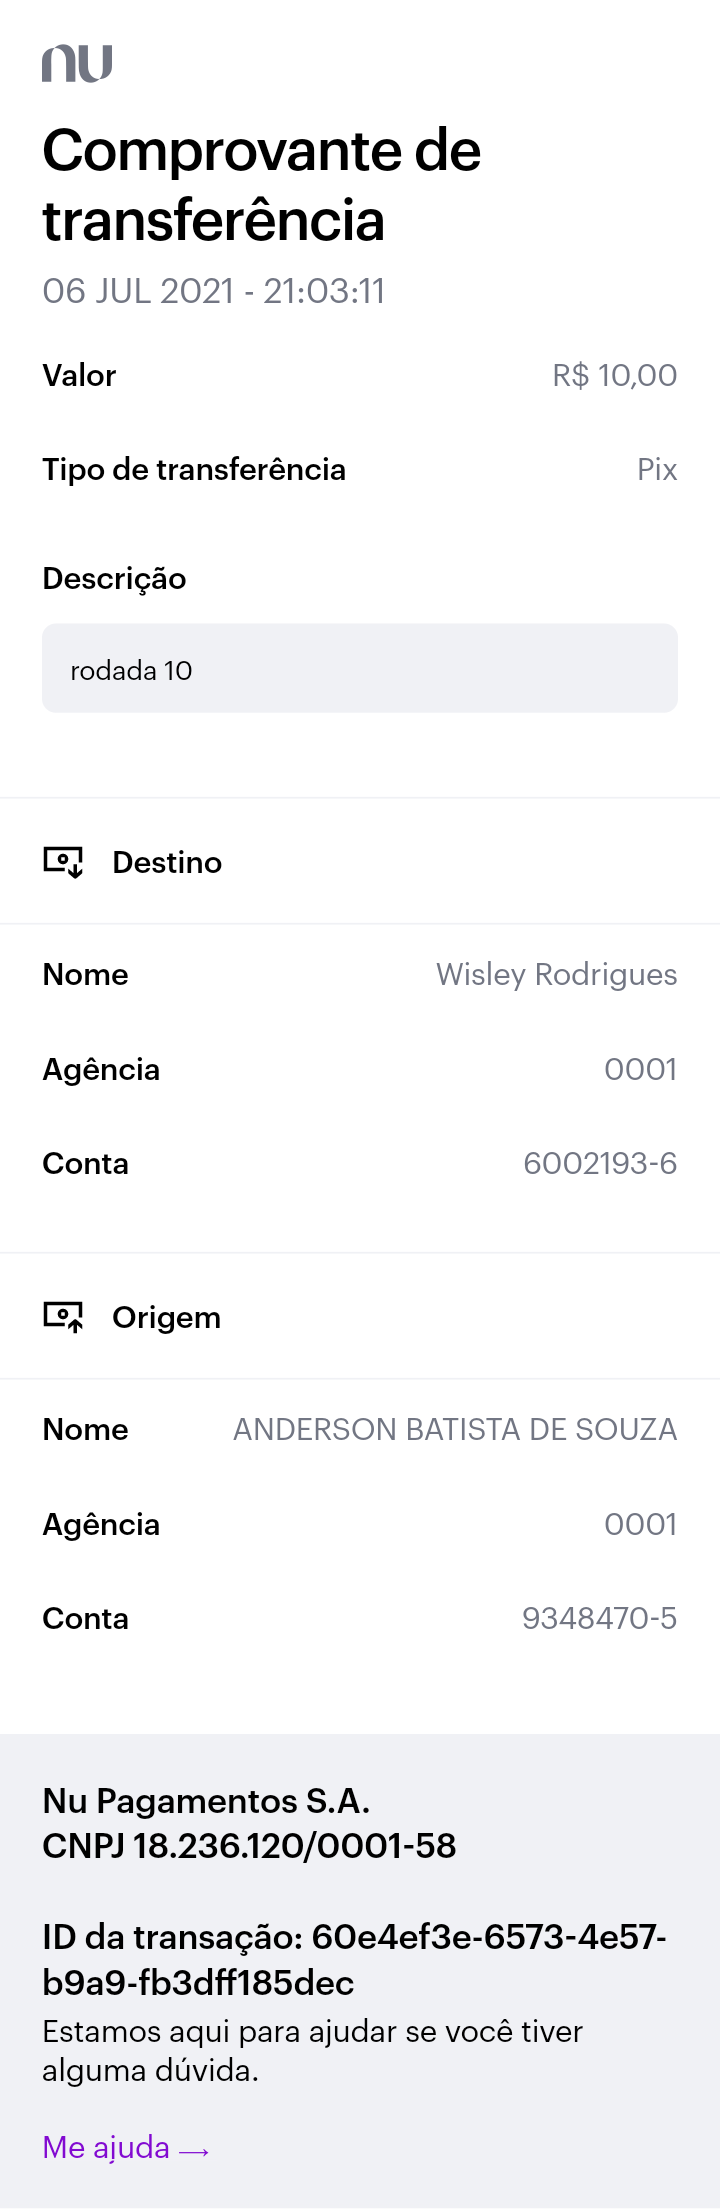 nu
Comprovante de
transferência
06 JUL 2021 - 21:03:11
Valor R$ 10,00
Tipo de transferência Pix
Descrição
rodada 10
Destino
Nome Wisley Rodrigues
Agência 0001
Conta 6002193-6
Origem
Nome ANDERSON BATISTA DE SOUZA
Agência 0001
Conta 9348470-5
Nu Pagamentos S.A.
CNPJ 18.236.120/0001-58
ID da transação: 60e4ef3e-6573-4e57-
b9a9-fb3dff185dec
Estamos aqui para ajudar se você tiver
alguma dúvida.
Me ajuda →